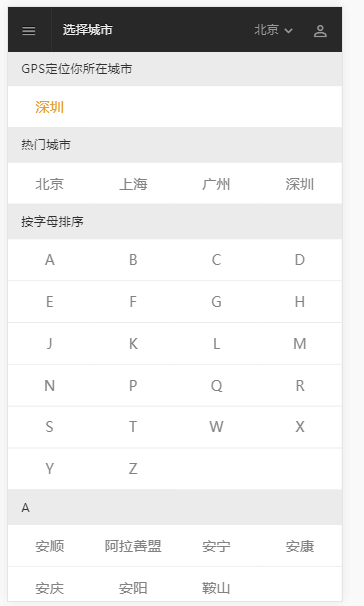 选择城市 北京
GPS定位你所在城市
深圳
热门城市
北京 上海 广州 深圳
按字母排序
A B C D
E F G H
J K L M
N P Q R
S T W X
Y Z
A
安顺 阿拉善盟 安宁 安康
安庆 安阳 鞍山